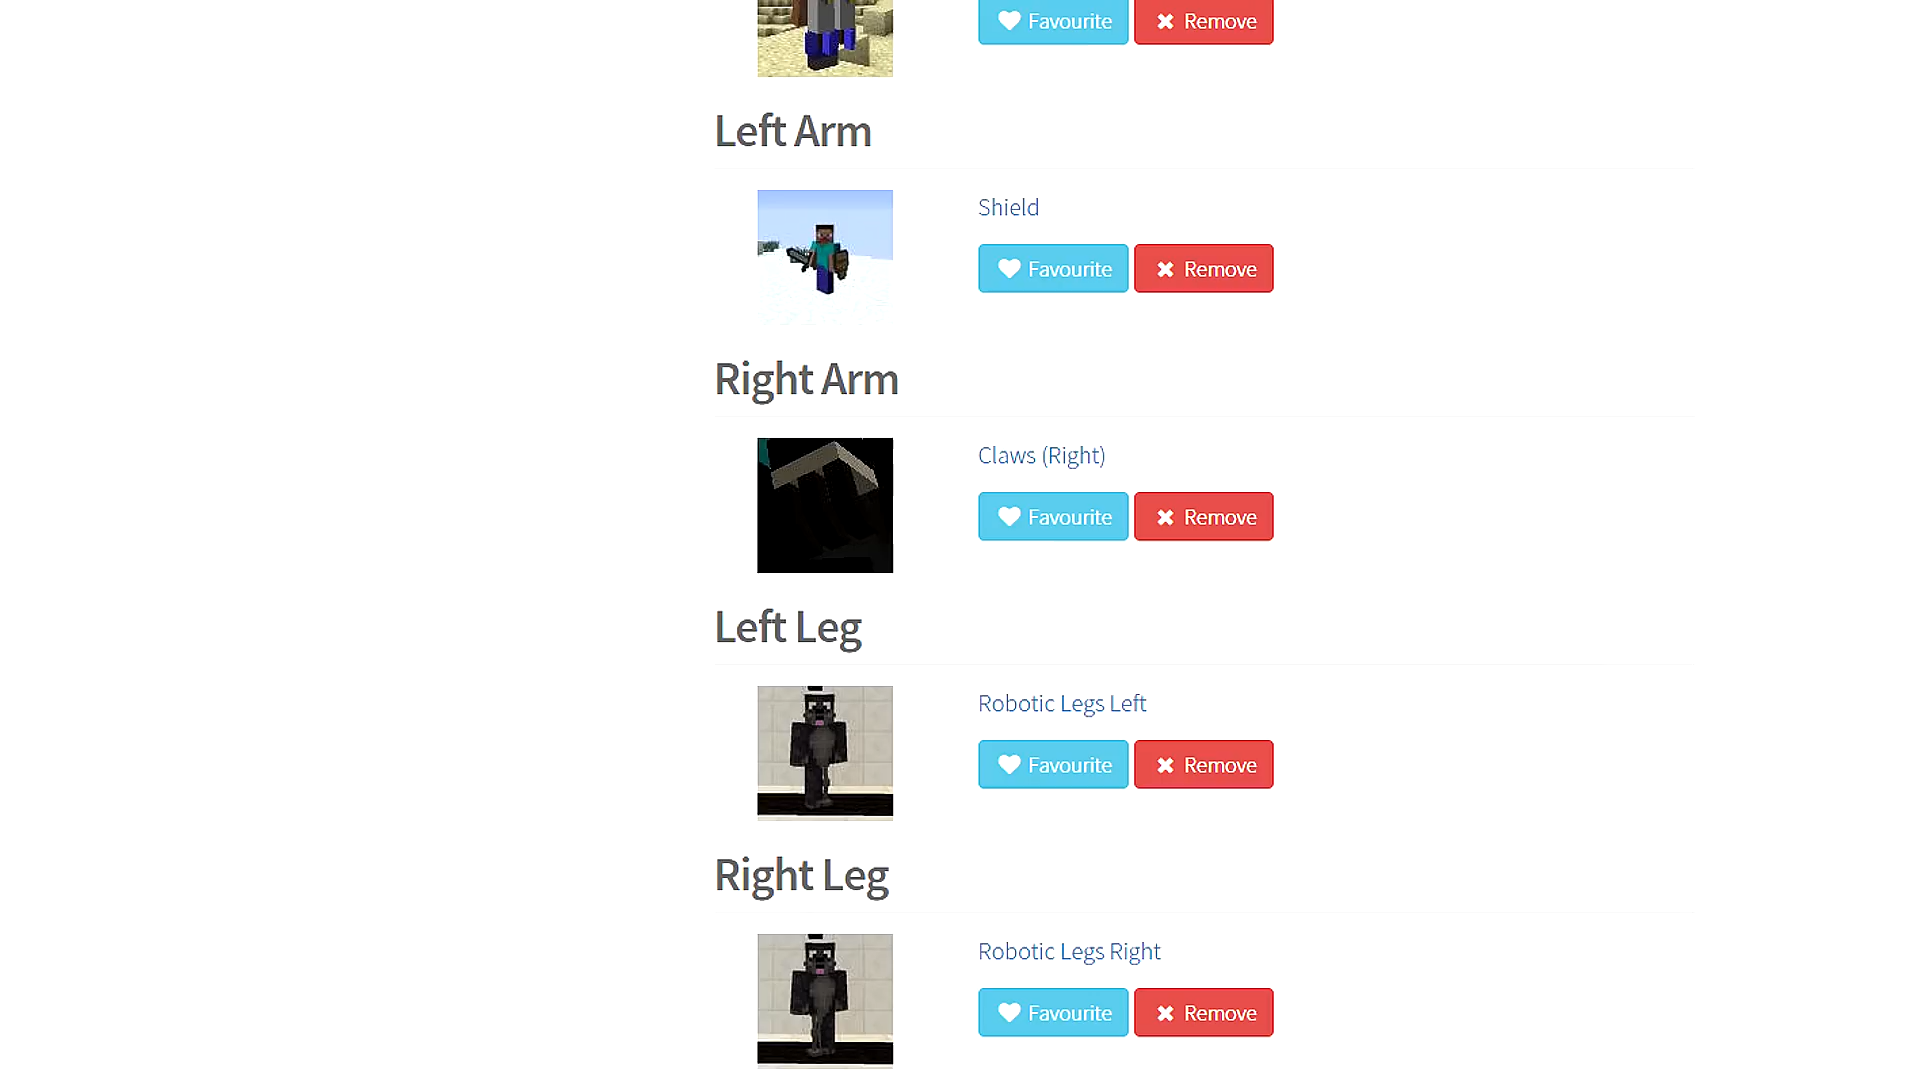 Favourite Remove
Left Arm
Shield
Favourite Remove
Right Arm
Claws (Right)
Favourite Remove
Left Leg
Robotic Legs Left
Favourite Remove
Right Leg
Robotic Legs Right
Favourite Remove